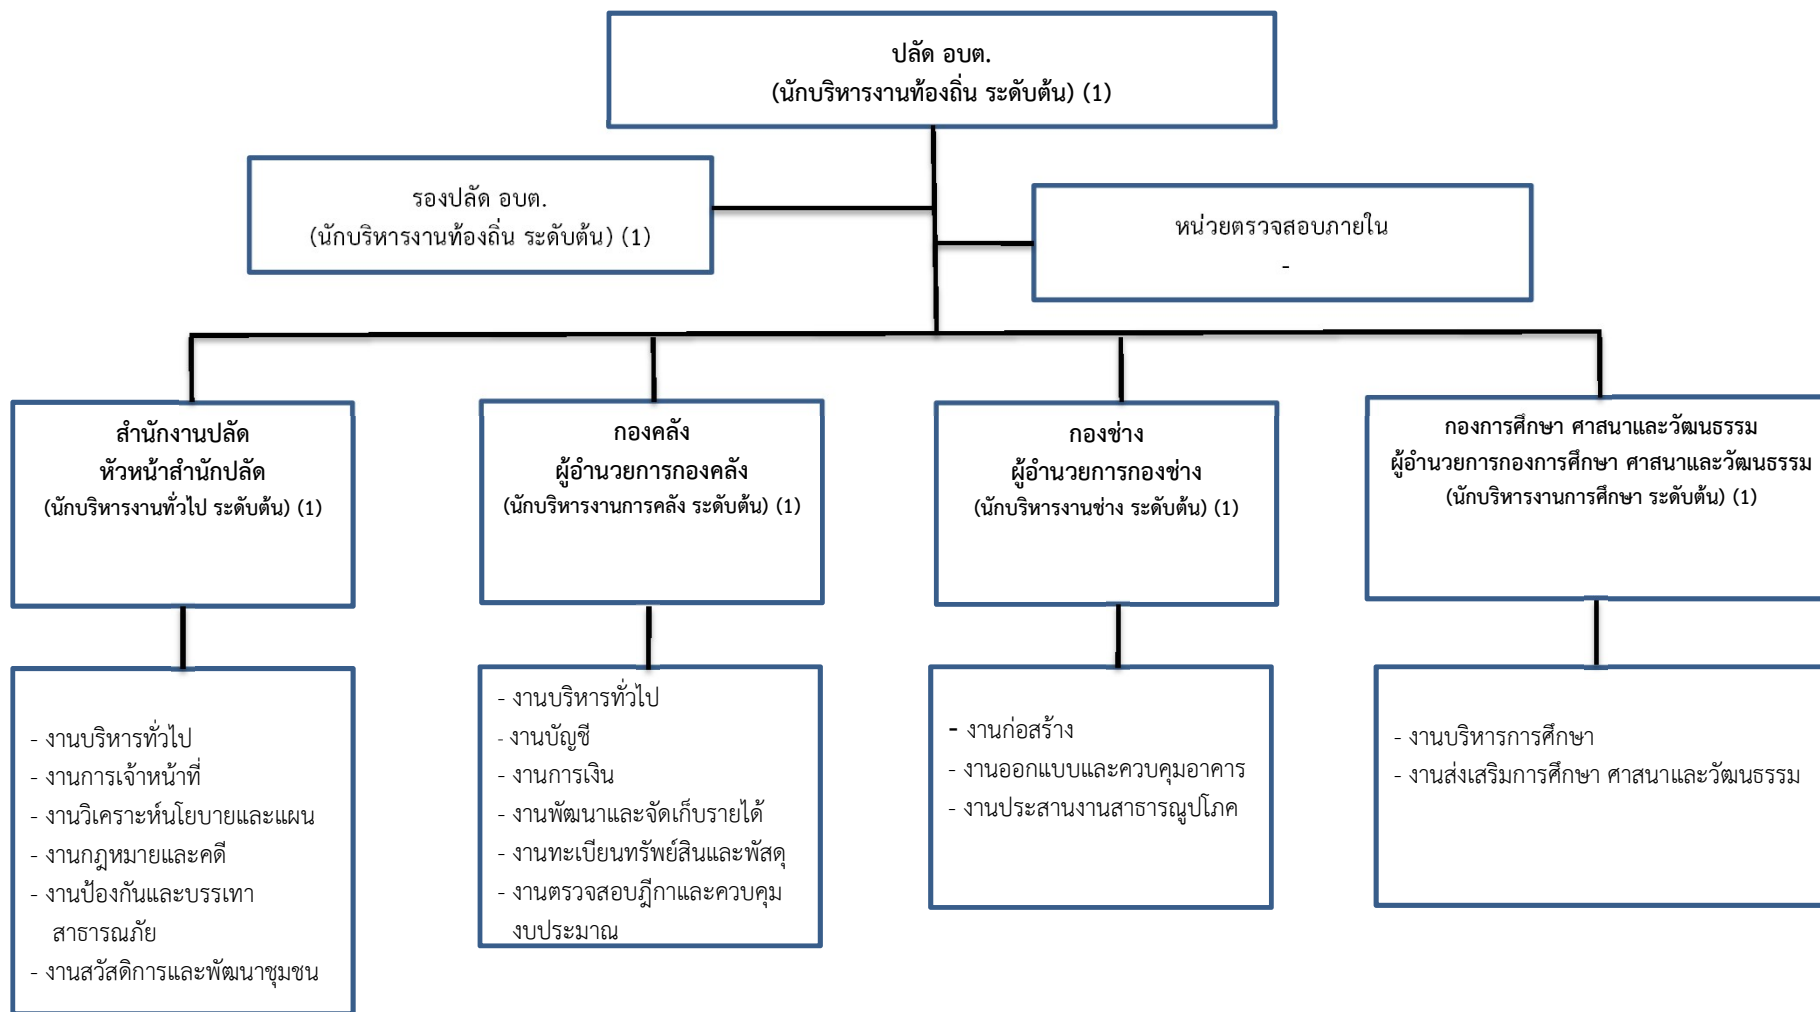 ปลัด อบต.
(นักบริหารงานท้องถิ่น ระดับต้น) (1)
รองปลัด อบต.
(นักบริหารงานท้องถิ่น ระดับต้น) (1)
หน่วยตรวจสอบภายใน
-
สำนักงานปลัด
หัวหน้าสำนักปลัด
(นักบริหารงานทั่วไป ระดับต้น) (1)
กองคลัง
ผู้อำนวยการกองคลัง
(นักบริหารงานการคลัง ระดับต้น) (1)
กองช่าง
ผู้อำนวยการกองช่าง
(นักบริหารงานช่าง ระดับต้น) (1)
กองการศึกษา ศาสนาและวัฒนธรรม
ผู้อำนวยการกองการศึกษา ศาสนาและวัฒนธรรม
(นักบริหารงานการศึกษา ระดับต้น) (1)
- งานบริหารทั่วไป
- งานการเจ้าหน้าที่
- งานวิเคราะห์นโยบายและแผน
- งานกฎหมายและคดี
- งานป้องกันและบรรเทา
สาธารณภัย
- งานสวัสดิการและพัฒนาชุมชน
- งานบริหารทั่วไป
- งานบัญชี
- งานการเงิน
- งานพัฒนาและจัดเก็บรายได้
- งานทะเบียนทรัพย์สินและพัสดุ
- งานตรวจสอบฎีกาและควบคุม
งบประมาณ
- งานก่อสร้าง
- งานออกแบบและควบคุมอาคาร
- งานประสานงานสาธารณูปโภค
- งานบริหารการศึกษา
- งานส่งเสริมการศึกษา ศาสนาและวัฒนธรรม